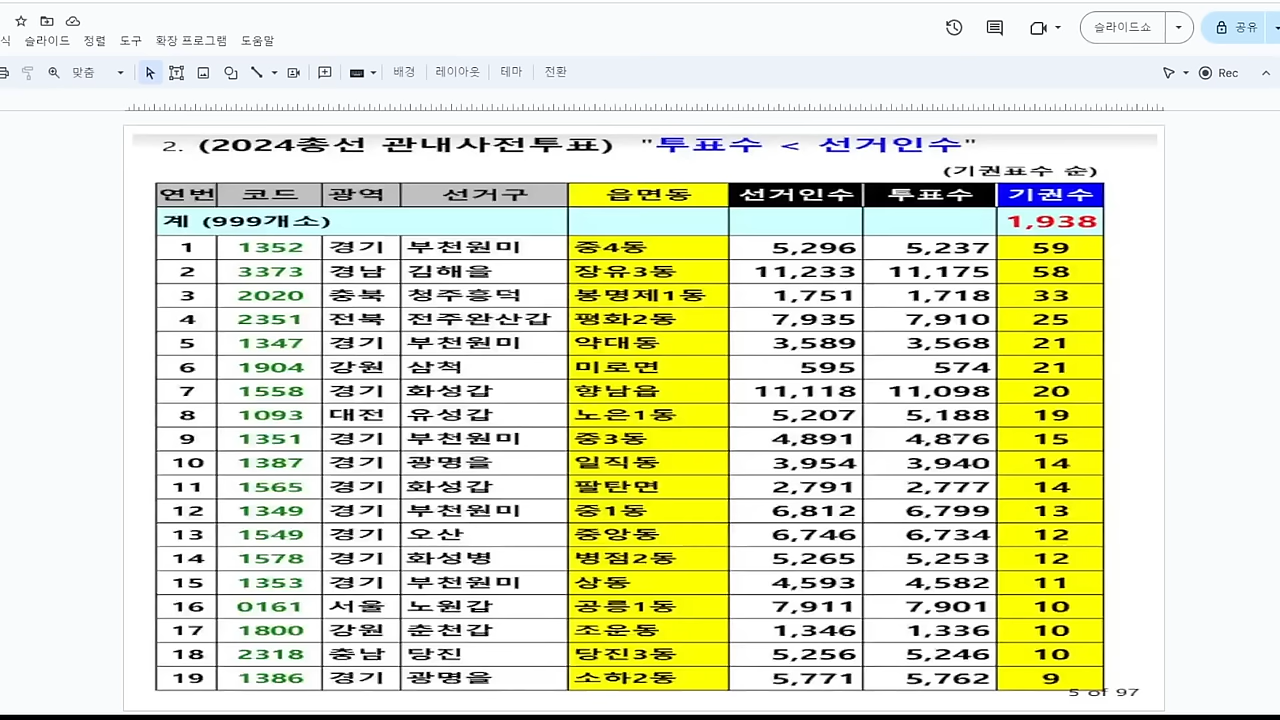 슬라이드쇼
공유
식 슬라이드 정렬 도구 확장 프로그램 도움말
맞춤 배경 레이아웃 테마 전환 Rec
2. (2024총선 관내사전투표) "투표수 < 선거인수"
(기권표수 순)
연번 코드 광역 선거구 읍면동 선거인수 투표수 기권수
계 (999개소) 1,938
1 1352 경기 부천원미 중4동 5,296 5,237 59
2 3373 경남 김해을 장유3동 11,233 11,175 58
3 2020 충북 청주흥덕 봉명제1동 1,751 1,718 33
4 2351 전북 전주완산갑 평화2동 7,935 7,910 25
5 1347 경기 부천원미 약대동 3,589 3,568 21
6 1904 강원 삼척 미로면 595 574 21
7 1558 경기 화성갑 향남읍 11,118 11,098 20
8 1093 대전 유성갑 노은1동 5,207 5,188 19
9 1351 경기 부천원미 중3동 4,891 4,876 15
10 1387 경기 광명을 일직동 3,954 3,940 14
11 1565 경기 화성갑 팔탄면 2,791 2,777 14
12 1349 경기 부천원미 중1동 6,812 6,799 13
13 1549 경기 오산 중앙동 6,746 6,734 12
14 1578 경기 화성병 병점2동 5,265 5,253 12
15 1353 경기 부천원미 상동 4,593 4,582 11
16 0161 서울 노원갑 공릉1동 7,911 7,901 10
17 1800 강원 춘천갑 조운동 1,346 1,336 10
18 2318 충남 당진 당진3동 5,256 5,246 10
19 1386 경기 광명을 소하2동 5,771 5,762 9
5 of 97